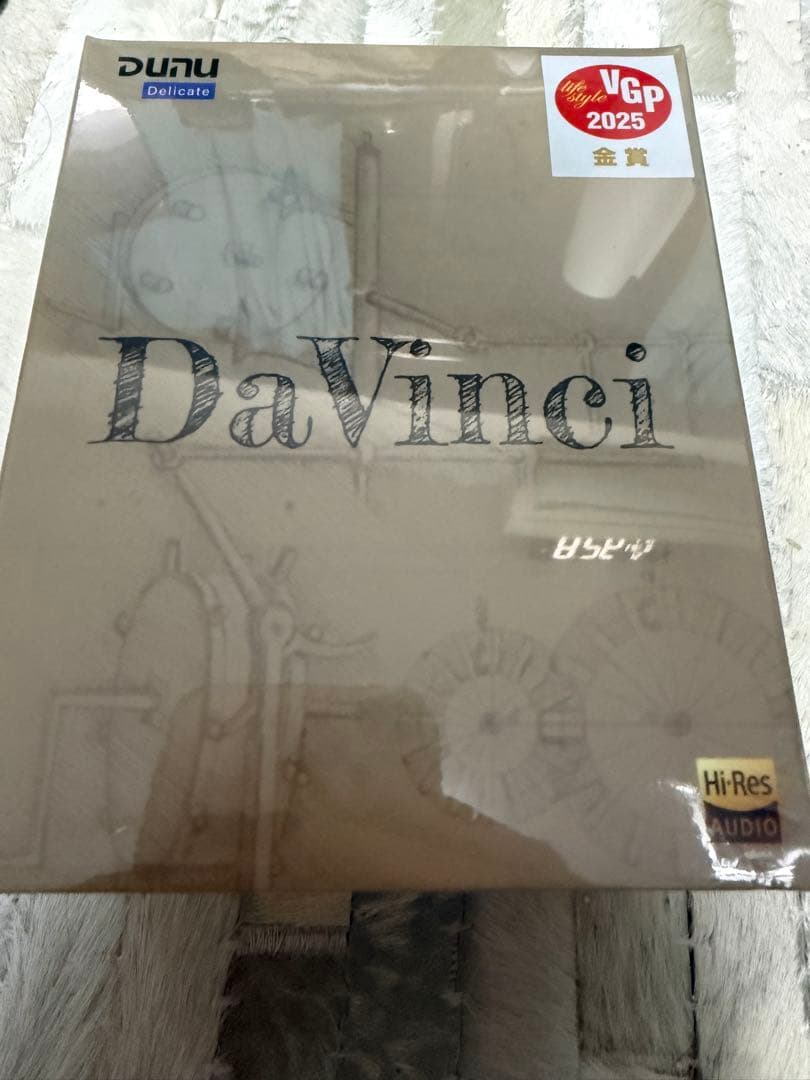 DUNU
Delicate
life style VGP
2025
金賞
DaVinci
Hi-Res
AUDIO